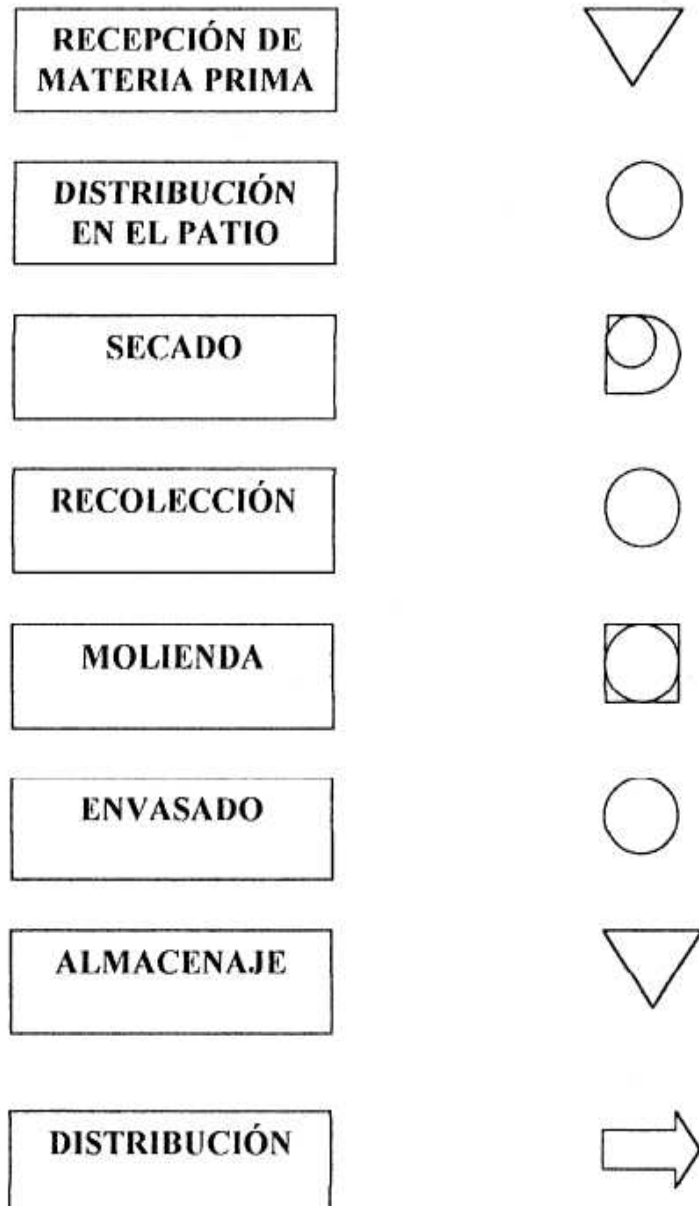 RECEPCIÓN DE
MATERIA PRIMA
DISTRIBUCIÓN
EN EL PATIO
SECADO
RECOLECCIÓN
MOLIENDA
ENVASADO
ALMACENAJE
DISTRIBUCIÓN